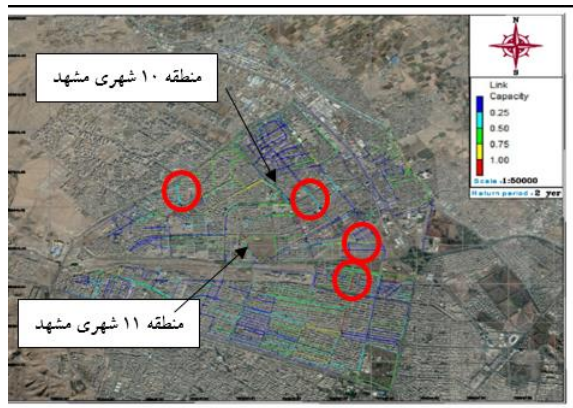 N
S
منطقه ۱۰ شهری مشهد
Link
Capacity
0.25
0.50
0.75
1.00
Scale :1:50000
Return period : 2 yer
منطقه ۱۱ شهری مشهد